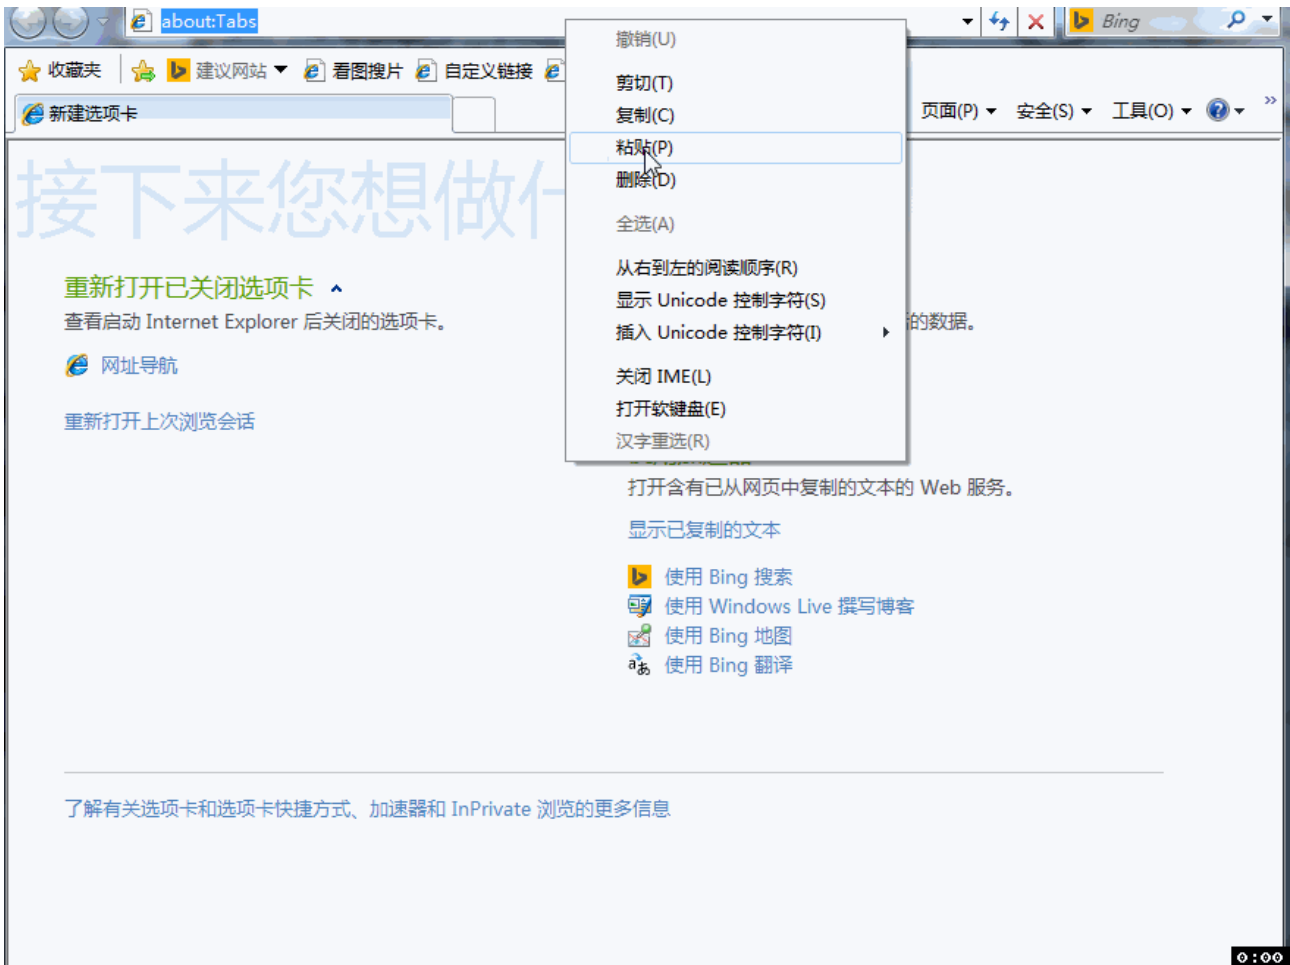 about:Tabs
Bing
收藏夹
建议网站
看图搜片
自定义链接
新建选项卡
页面(P)
安全(S)
工具(O)
撤销(U)
剪切(T)
复制(C)
粘贴(P)
删除(D)
全选(A)
从右到左的阅读顺序(R)
显示 Unicode 控制字符(S)
插入 Unicode 控制字符(I)
关闭 IME(L)
打开软键盘(E)
汉字重选(R)
接下来您想做什
重新打开已关闭选项卡
查看启动 Internet Explorer 后关闭的选项卡。
的数据。
网址导航
重新打开上次浏览会话
打开含有已从网页中复制的文本的 Web 服务。
显示已复制的文本
使用 Bing 搜索
使用 Windows Live 撰写博客
使用 Bing 地图
使用 Bing 翻译
了解有关选项卡和选项卡快捷方式、加速器和 InPrivate 浏览的更多信息
0:00